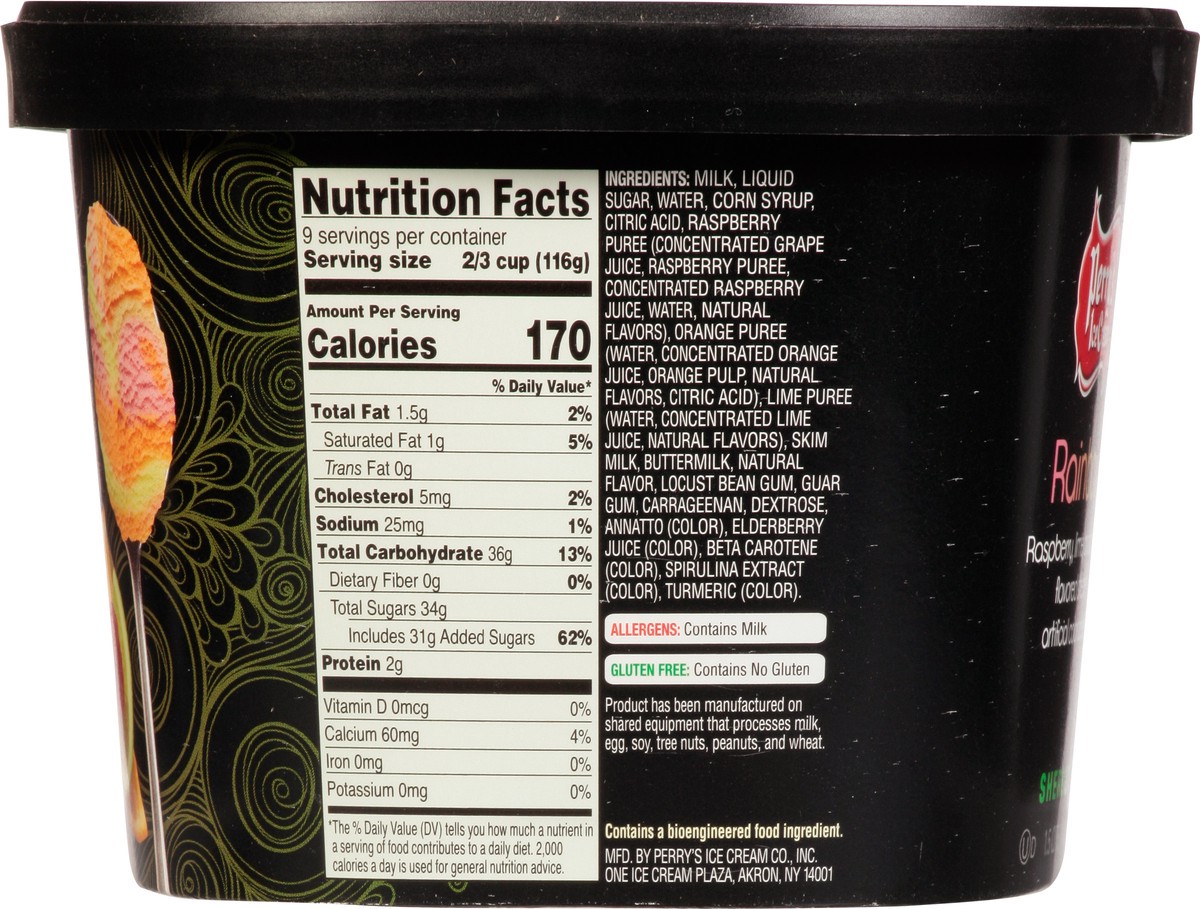 Nutrition Facts
9 servings per container
Serving size 2/3 cup (116g)
Amount Per Serving
Calories 170
% Daily Value*
Total Fat 1.5g 2%
Saturated Fat 1g 5%
Trans Fat 0g
Cholesterol 5mg 2%
Sodium 25mg 1%
Total Carbohydrate 36g 13%
Dietary Fiber 0g 0%
Total Sugars 34g
Includes 31g Added Sugars 62%
Protein 2g
Vitamin D 0mcg 0%
Calcium 60mg 4%
Iron 0mg 0%
Potassium 0mg 0%
*The % Daily Value (DV) tells you how much a nutrient in
a serving of food contributes to a daily diet. 2,000
calories a day is used for general nutrition advice.
INGREDIENTS: MILK, LIQUID
SUGAR, WATER, CORN SYRUP,
CITRIC ACID, RASPBERRY
PUREE (CONCENTRATED GRAPE
JUICE, RASPBERRY PUREE,
CONCENTRATED RASPBERRY
JUICE, WATER, NATURAL
FLAVORS), ORANGE PUREE
(WATER, CONCENTRATED ORANGE
JUICE, ORANGE PULP, NATURAL
FLAVORS, CITRIC ACID), LIME PUREE
(WATER, CONCENTRATED LIME
JUICE, NATURAL FLAVORS), SKIM
MILK, BUTTERMILK, NATURAL
FLAVOR, LOCUST BEAN GUM, GUAR
GUM, CARRAGEENAN, DEXTROSE,
ANNATTO (COLOR), ELDERBERRY
JUICE (COLOR), BETA CAROTENE
(COLOR), SPIRULINA EXTRACT
(COLOR), TURMERIC (COLOR).
ALLERGENS: Contains Milk
GLUTEN FREE: Contains No Gluten
Product has been manufactured on
shared equipment that processes milk,
egg, soy, tree nuts, peanuts, and wheat.
Contains a bioengineered food ingredient.
MFD. BY PERRY'S ICE CREAM CO., INC.
ONE ICE CREAM PLAZA, AKRON, NY 14001
Raspberry,